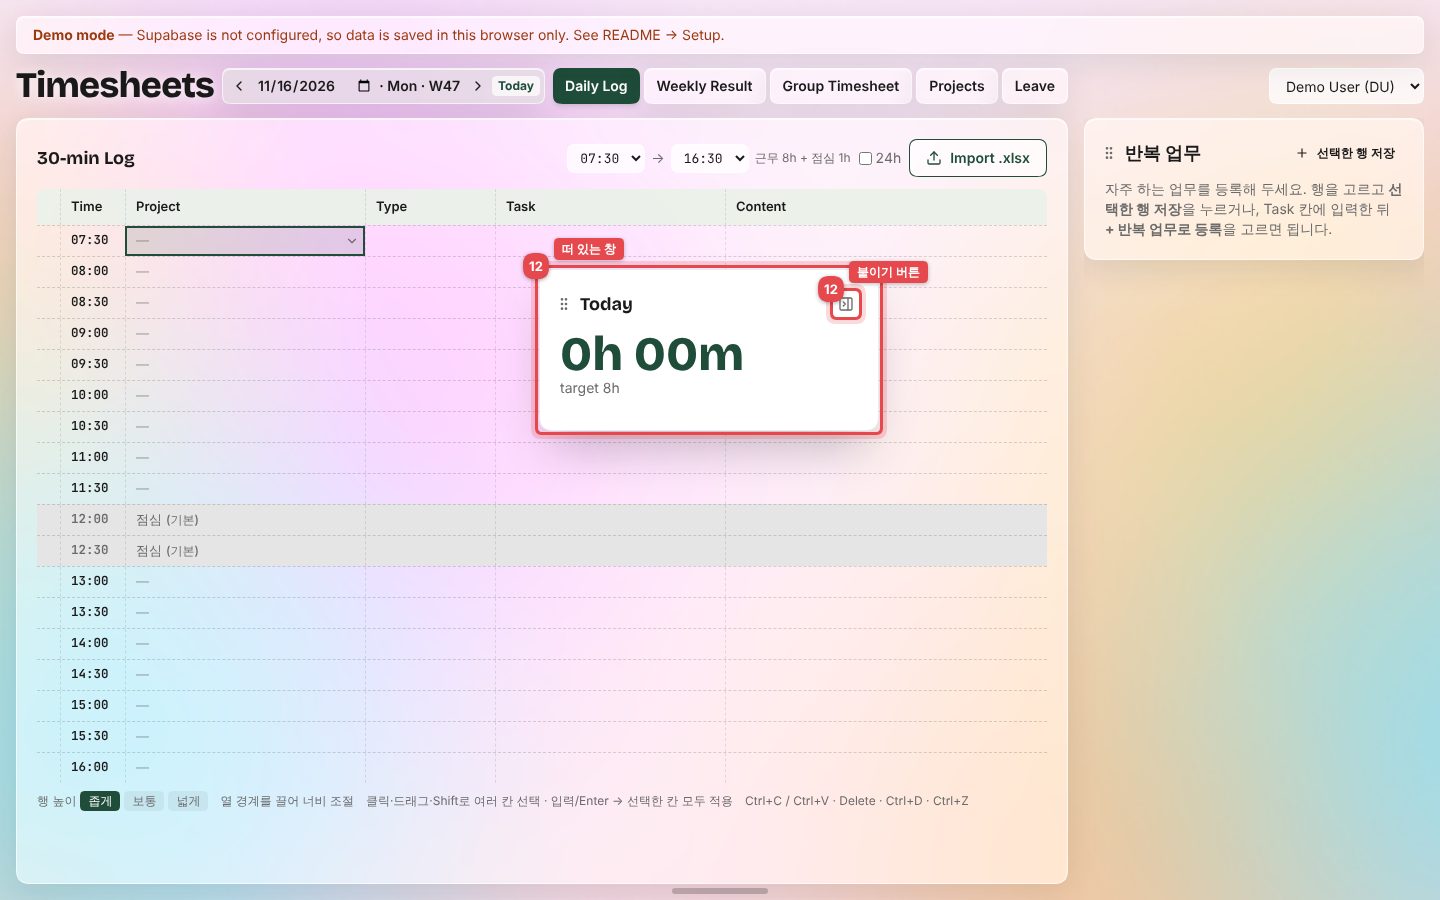 Demo mode — Supabase is not configured, so data is saved in this browser only. See README → Setup.
Timesheets
11/16/2026 · Mon · W47 Today
Daily Log
Weekly Result
Group Timesheet
Projects
Leave
Demo User (DU)
30-min Log
07:30 → 16:30 근무 8h + 점심 1h 24h
Import .xlsx
Time Project Type Task Content
07:30 —
08:00 —
08:30 —
09:00 —
09:30 —
10:00 —
10:30 —
11:00 —
11:30 —
12:00 점심 (기본)
12:30 점심 (기본)
13:00 —
13:30 —
14:00 —
14:30 —
15:00 —
15:30 —
16:00 —
떠 있는 창
12
붙이기 버튼
12
Today
0h 00m
target 8h
행 높이 좁게 보통 넓게 열 경계를 끌어 너비 조절 클릭·드래그·Shift로 여러 칸 선택 · 입력/Enter → 선택한 칸 모두 적용 Ctrl+C / Ctrl+V · Delete · Ctrl+D · Ctrl+Z
반복 업무
+ 선택한 행 저장
자주 하는 업무를 등록해 두세요. 행을 고르고 선
택한 행 저장을 누르거나, Task 칸에 입력한 뒤
+ 반복 업무로 등록을 고르면 됩니다.